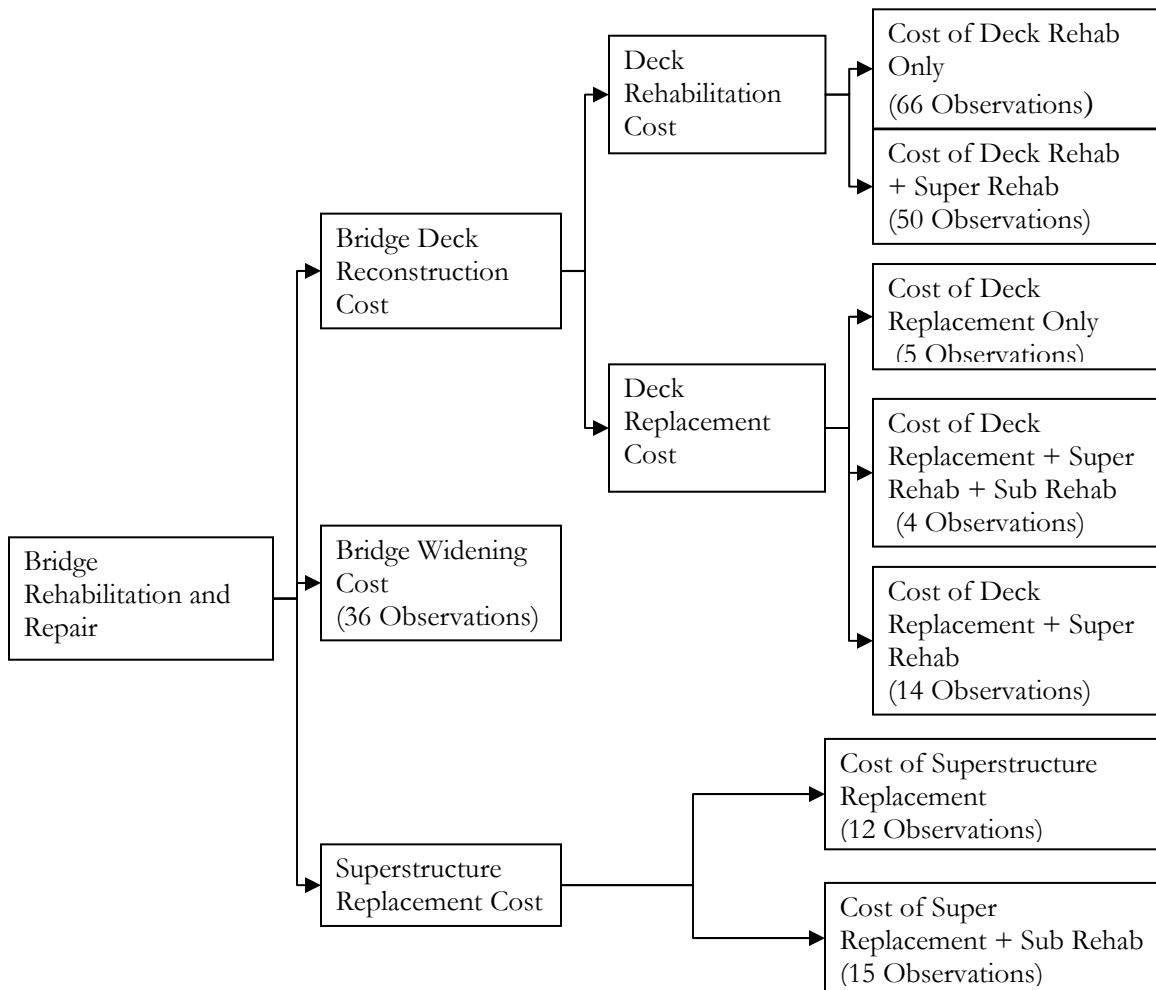 Bridge
Rehabilitation and
Repair
Bridge Deck
Reconstruction
Cost
Bridge Widening
Cost
(36 Observations)
Superstructure
Replacement Cost
Deck
Rehabilitation
Cost
Deck
Replacement
Cost
Cost of Deck Rehab
Only
(66 Observations)
Cost of Deck Rehab
+ Super Rehab
(50 Observations)
Cost of Deck
Replacement Only
(5 Observations)
Cost of Deck
Replacement + Super
Rehab + Sub Rehab
(4 Observations)
Cost of Deck
Replacement + Super
Rehab
(14 Observations)
Cost of Superstructure
Replacement
(12 Observations)
Cost of Super
Replacement + Sub Rehab
(15 Observations)